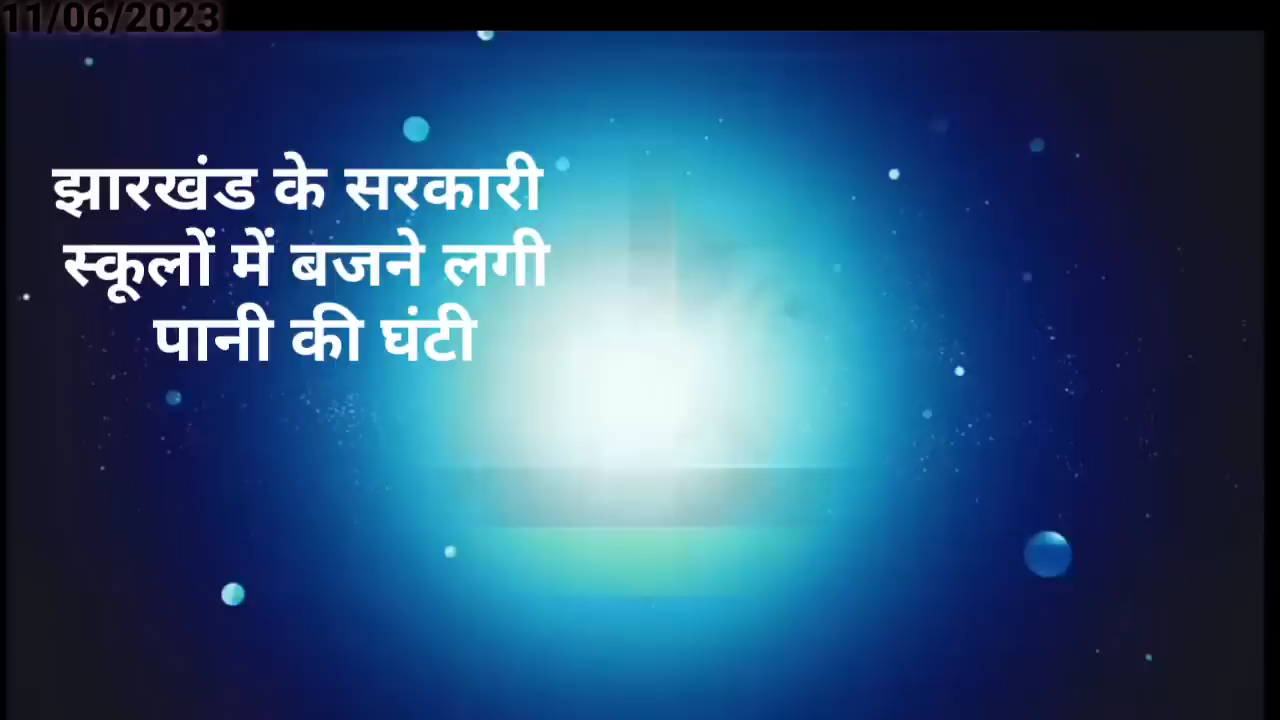 11/06/2023
झारखंड के सरकारी
स्कूलों में बजने लगी
पानी की घंटी